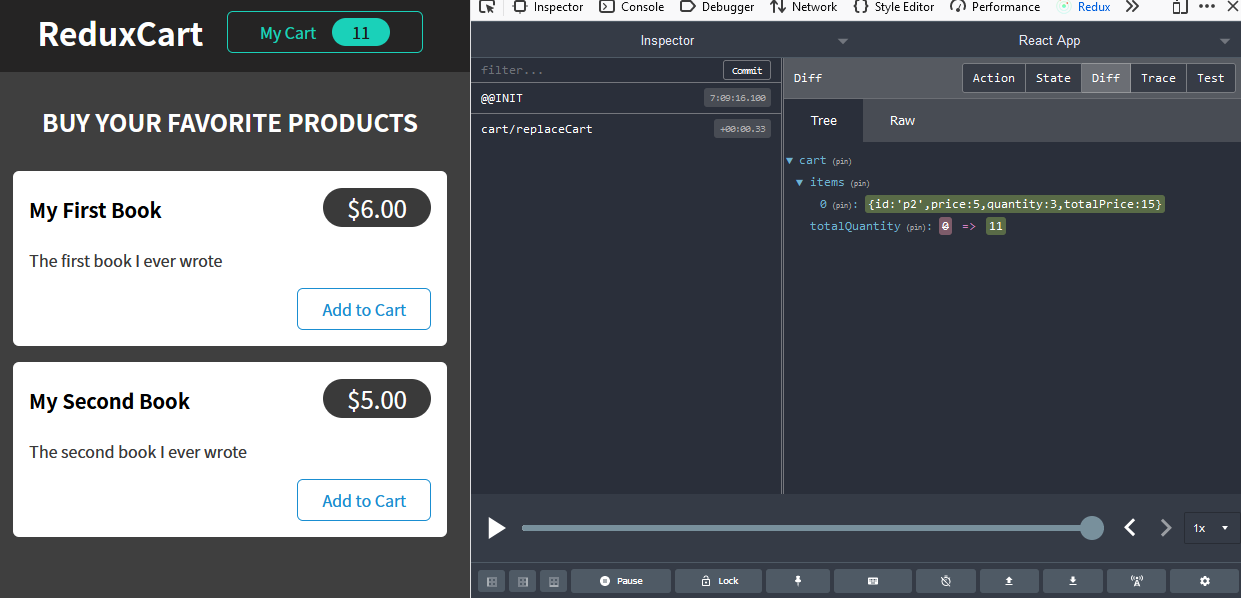 ReduxCart
My Cart 11
BUY YOUR FAVORITE PRODUCTS
My First Book
$6.00
The first book I ever wrote
Add to Cart
My Second Book
$5.00
The second book I ever wrote
Add to Cart
Inspector Console Debugger Network Style Editor Performance Redux
Inspector React App
filter... Commit
@@INIT 7:09:16.100
cart/replaceCart +00:00.33
Diff Action State Diff Trace Test
Tree Raw
cart (pin)
items (pin)
0 (pin): {id:'p2',price:5,quantity:3,totalPrice:15}
totalQuantity (pin): 0 => 11
1x
Pause Lock